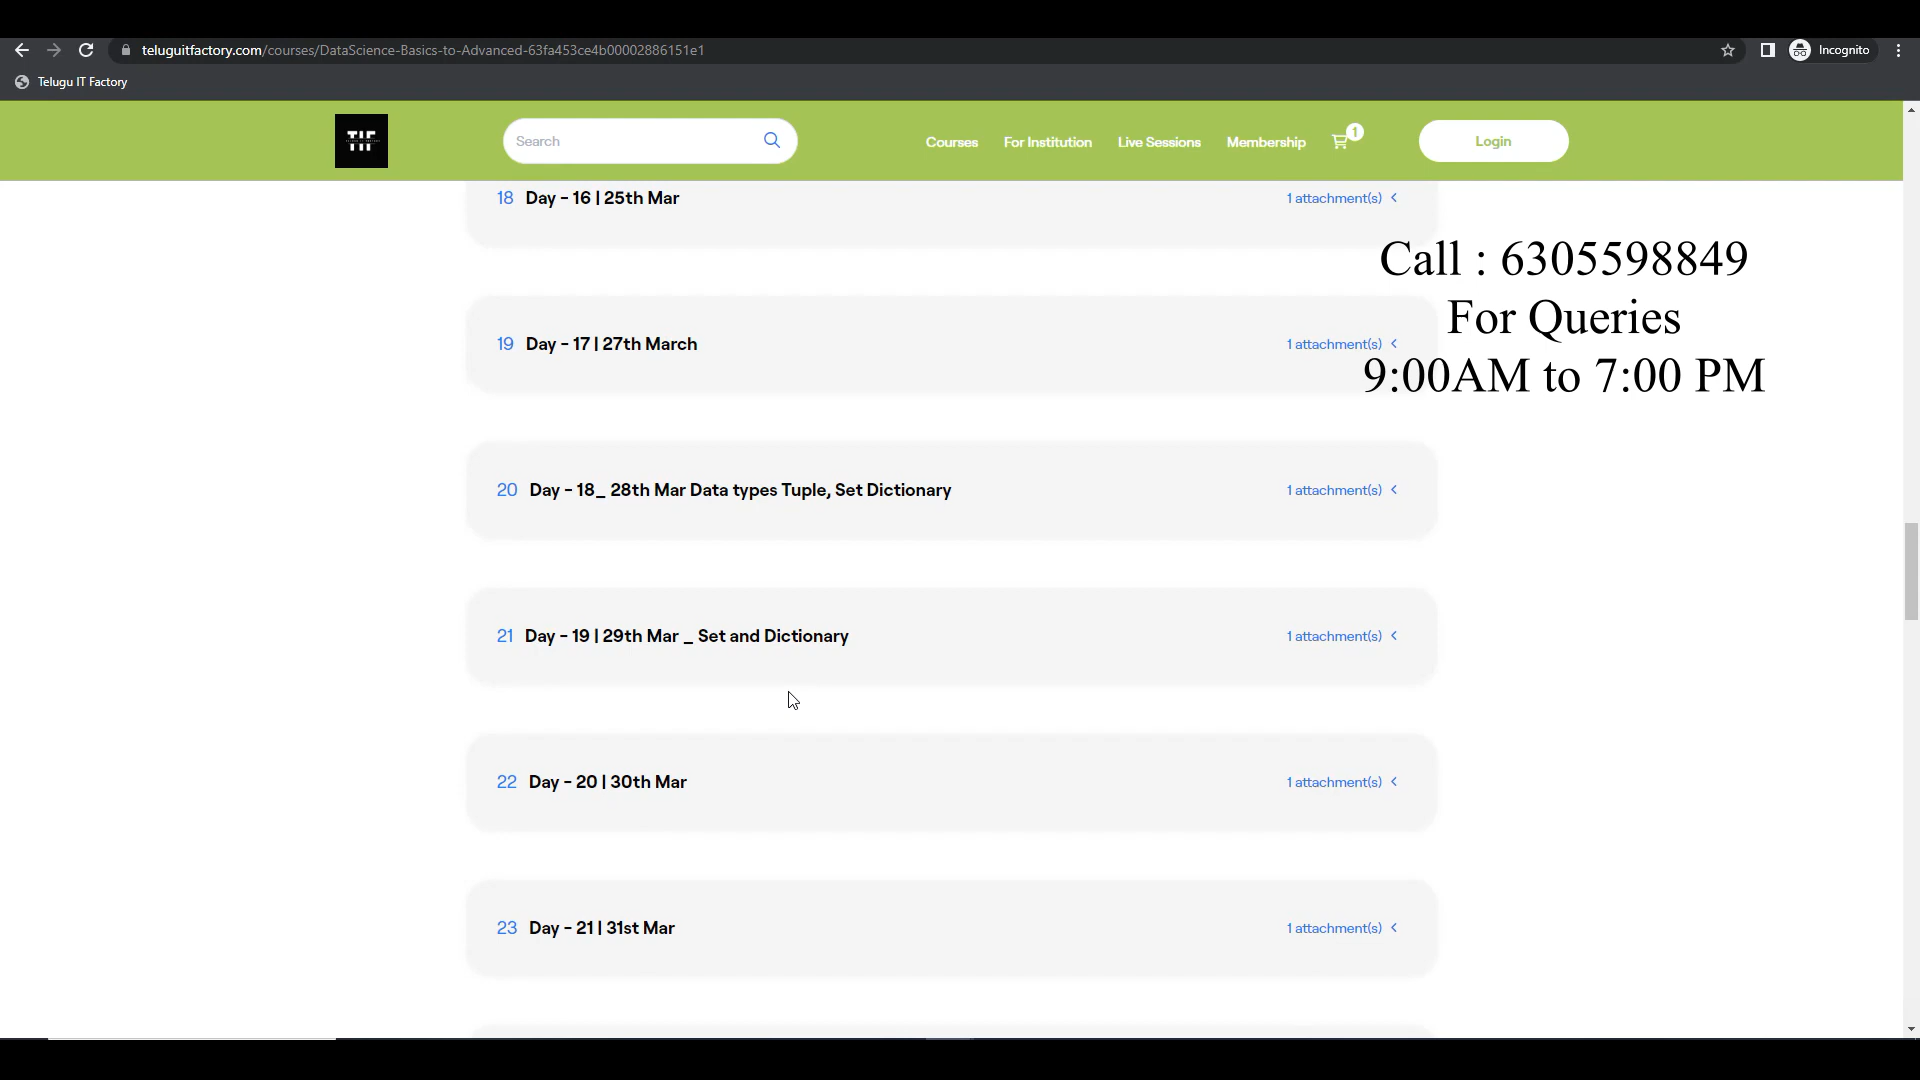 teluguitfactory.com/courses/DataScience-Basics-to-Advanced-63fa453ce4b00002886151e1
Incognito
Telugu IT Factory
TIF
Search
Courses
For Institution
Live Sessions
Membership
1
Login
18 Day - 16 | 25th Mar
1 attachment(s)
Call : 6305598849
For Queries
9:00AM to 7:00 PM
19 Day - 17 | 27th March
1 attachment(s)
20 Day - 18_ 28th Mar Data types Tuple, Set Dictionary
1 attachment(s)
21 Day - 19 | 29th Mar _ Set and Dictionary
1 attachment(s)
22 Day - 20 | 30th Mar
1 attachment(s)
23 Day - 21 | 31st Mar
1 attachment(s)